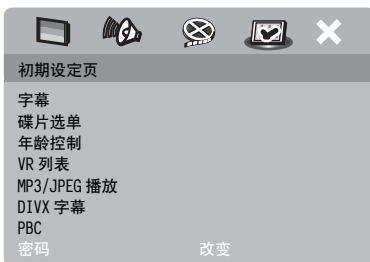 初期设定页
字幕
碟片选单
年龄控制
VR 列表
MP3/JPEG 播放
DIVX 字幕
PBC
密码 改变